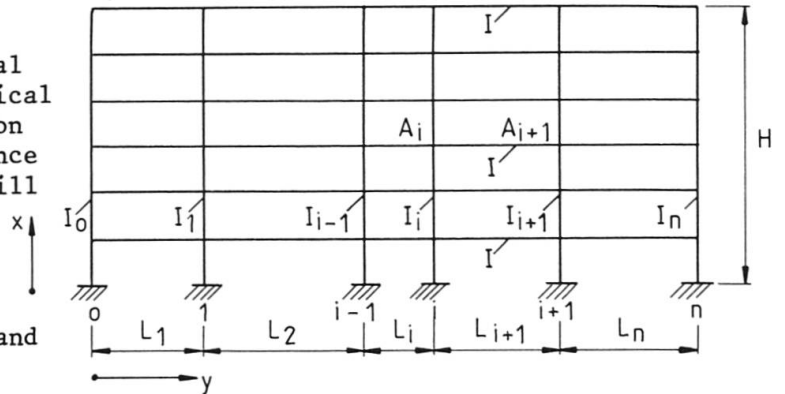 I
al
ical
on
A_i A_{i+1}
nce
I
H
ill
x I_0 I_1 I_{i-1} I_i I_{i+1} I_n
I
0 1 i-1 i i+1 n
and
L_1 L_2 L_i L_{i+1} L_n
y